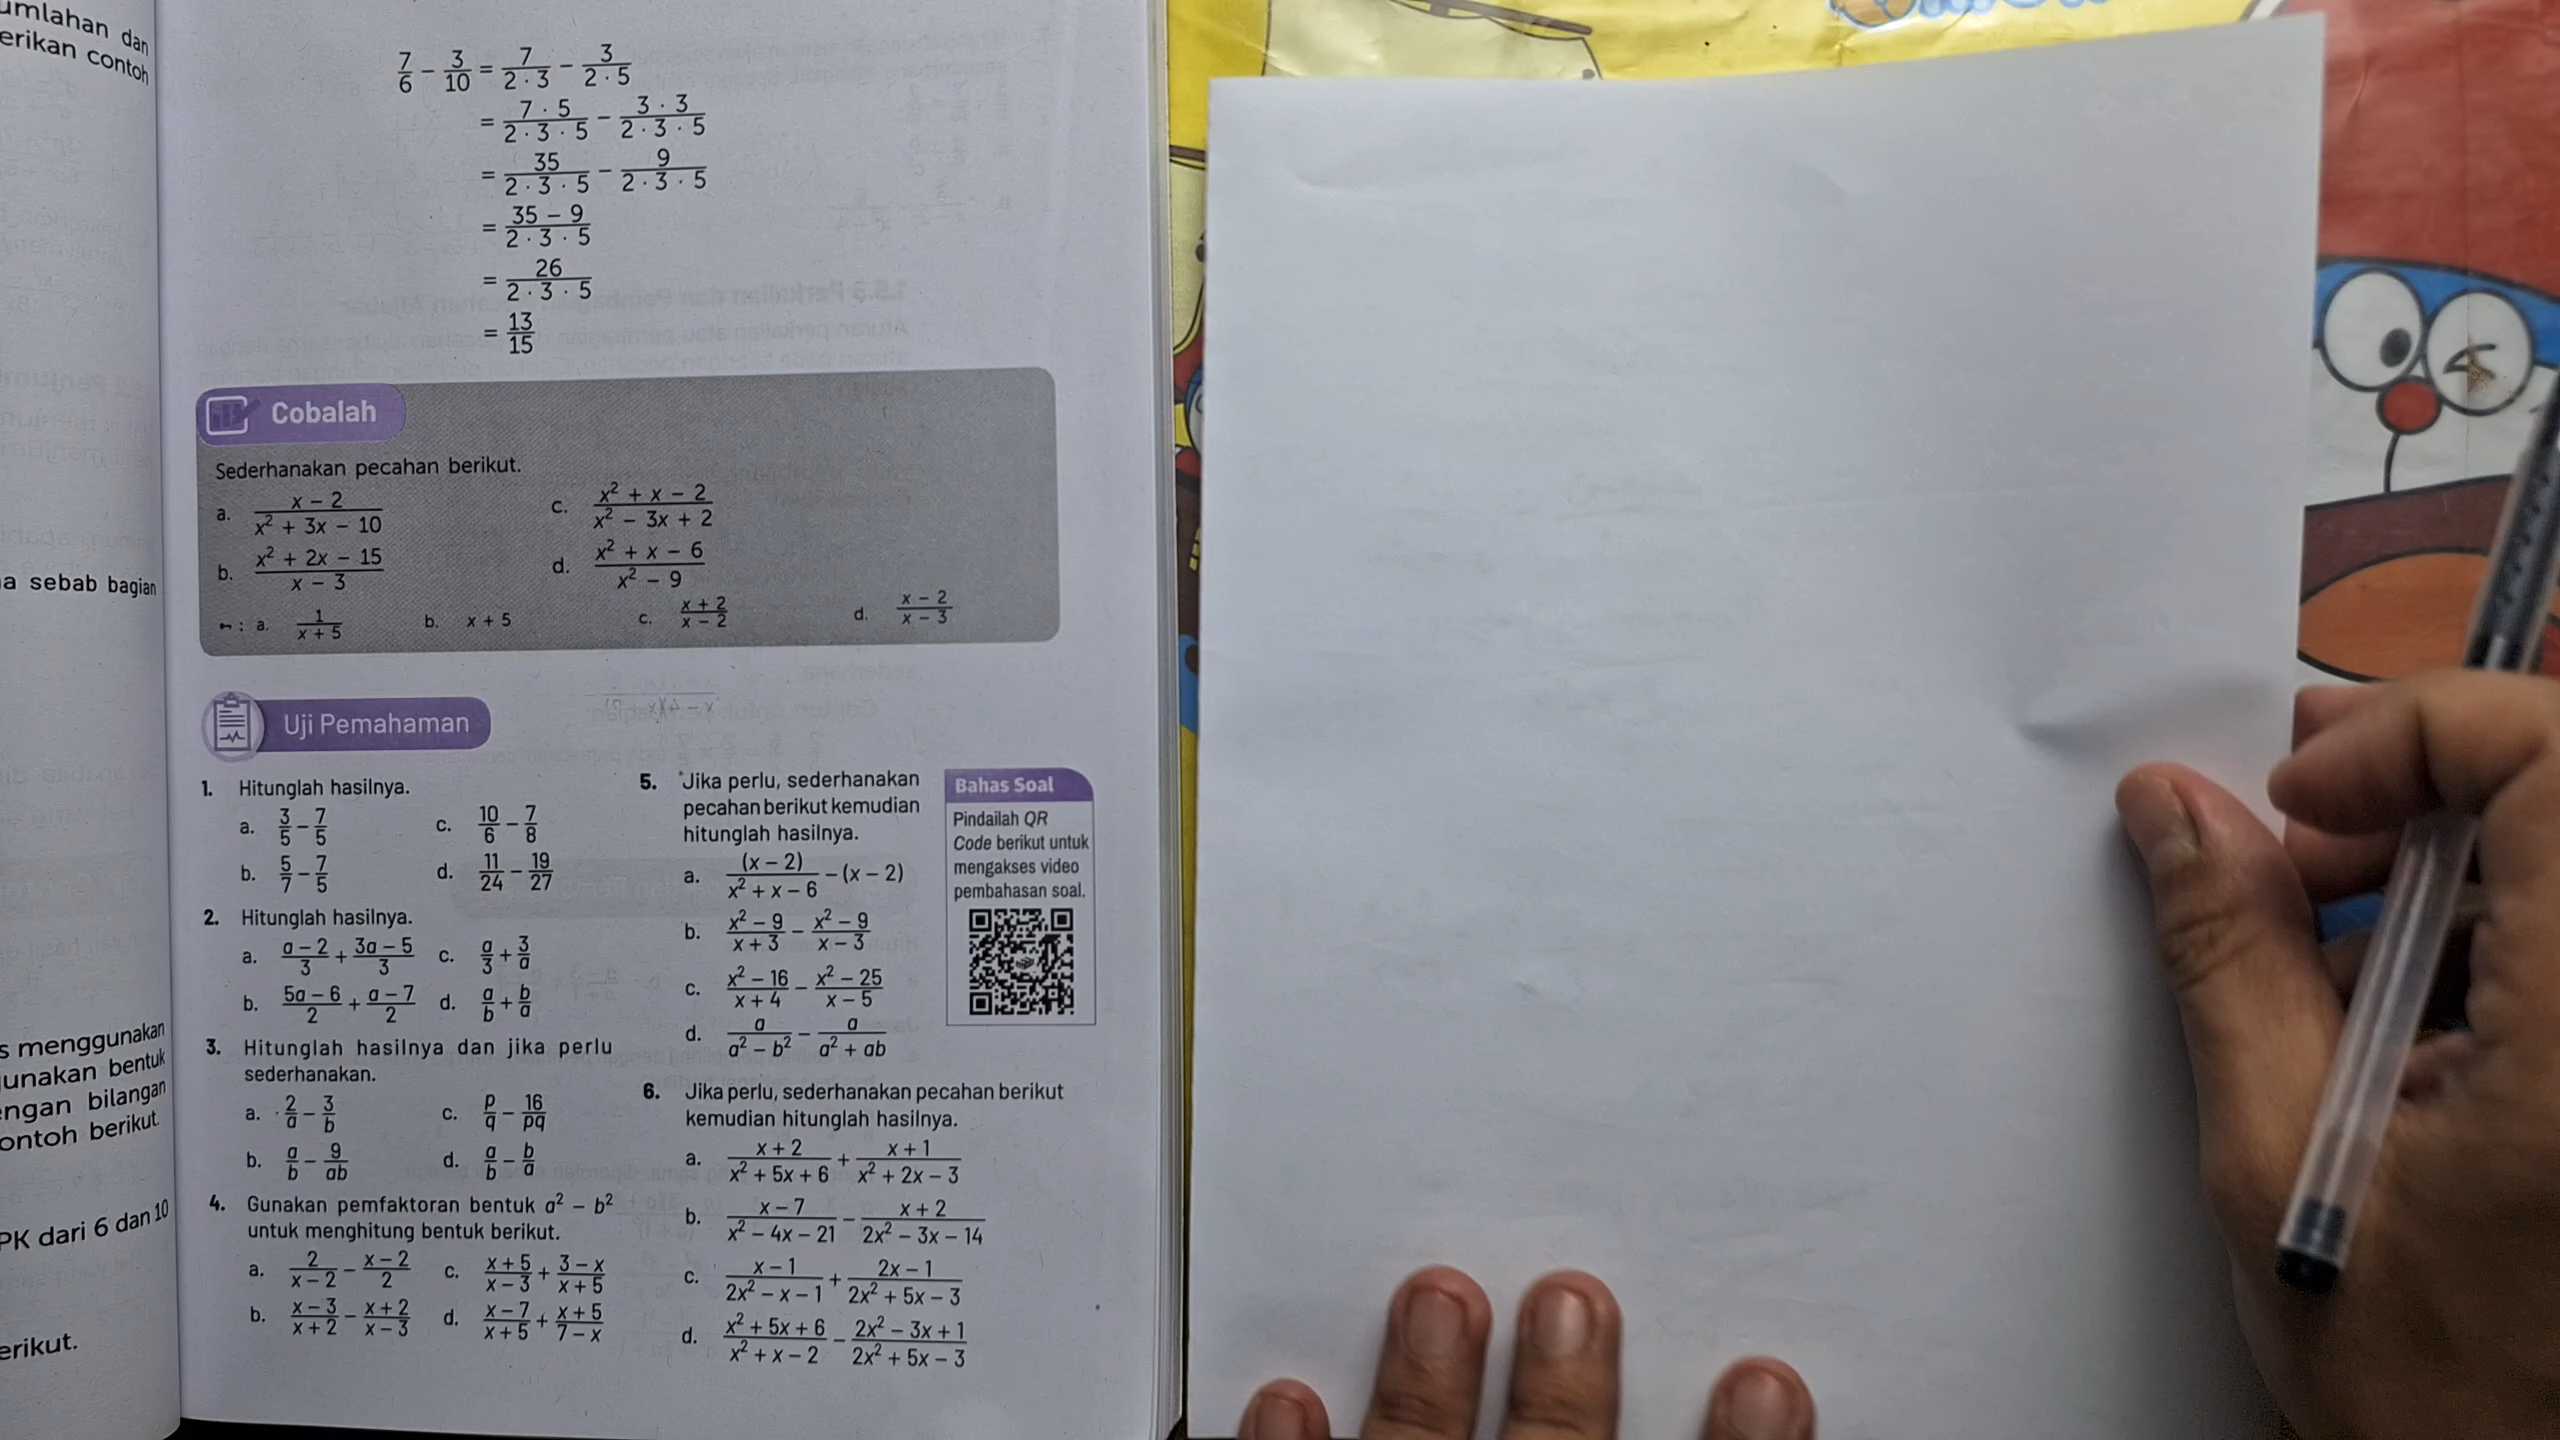 umlahan dan
erikan contoh
a sebab bagian
s menggunakan
unakan bentuk
engan bilangan
ontoh berikut.
PK dari 6 dan 10
erikut.
7/6 − 3/10 = 7/(2 · 3) − 3/(2 · 5)
= (7 · 5)/(2 · 3 · 5) − (3 · 3)/(2 · 3 · 5)
= 35/(2 · 3 · 5) − 9/(2 · 3 · 5)
= (35 − 9)/(2 · 3 · 5)
= 26/(2 · 3 · 5)
= 13/15
Cobalah
Sederhanakan pecahan berikut.
a. (x − 2)/(x² + 3x − 10)
b. (x² + 2x − 15)/(x − 3)
c. (x² + x − 2)/(x² − 3x + 2)
d. (x² + x − 6)/(x² − 9)
: a. 1/(x + 5) b. x + 5 c. (x + 2)/(x − 2) d. (x − 2)/(x − 3)
Uji Pemahaman
1. Hitunglah hasilnya.
a. 3/5 − 7/5 c. 10/6 − 7/8
b. 5/7 − 7/5 d. 11/24 − 19/27
2. Hitunglah hasilnya.
a. (a − 2)/3 + (3a − 5)/3 c. a/3 + 3/a
b. (5a − 6)/2 + (a − 7)/2 d. a/b + b/a
3. Hitunglah hasilnya dan jika perlu
sederhanakan.
a. 2/a − 3/b c. p/q − 16/pq
b. a/b − 9/ab d. a/b − b/a
4. Gunakan pemfaktoran bentuk a² − b²
untuk menghitung bentuk berikut.
a. 2/(x − 2) − (x − 2)/2 c. (x + 5)/(x − 3) + (3 − x)/(x + 5)
b. (x − 3)/(x + 2) − (x + 2)/(x − 3) d. (x − 7)/(x + 5) + (x + 5)/(7 − x)
5. Jika perlu, sederhanakan
pecahan berikut kemudian
hitunglah hasilnya.
a. (x − 2)/(x² + x − 6) − (x − 2)
b. (x² − 9)/(x + 3) − (x² − 9)/(x − 3)
c. (x² − 16)/(x + 4) − (x² − 25)/(x − 5)
d. a/(a² − b²) − a/(a² + ab)
Bahas Soal
Pindailah QR
Code berikut untuk
mengakses video
pembahasan soal.
6. Jika perlu, sederhanakan pecahan berikut
kemudian hitunglah hasilnya.
a. (x + 2)/(x² + 5x + 6) + (x + 1)/(x² + 2x − 3)
b. (x − 7)/(x² − 4x − 21) − (x + 2)/(2x² − 3x − 14)
c. (x − 1)/(2x² − x − 1) + (2x − 1)/(2x² + 5x − 3)
d. (x² + 5x + 6)/(x² + x − 2) − (2x² − 3x + 1)/(2x² + 5x − 3)